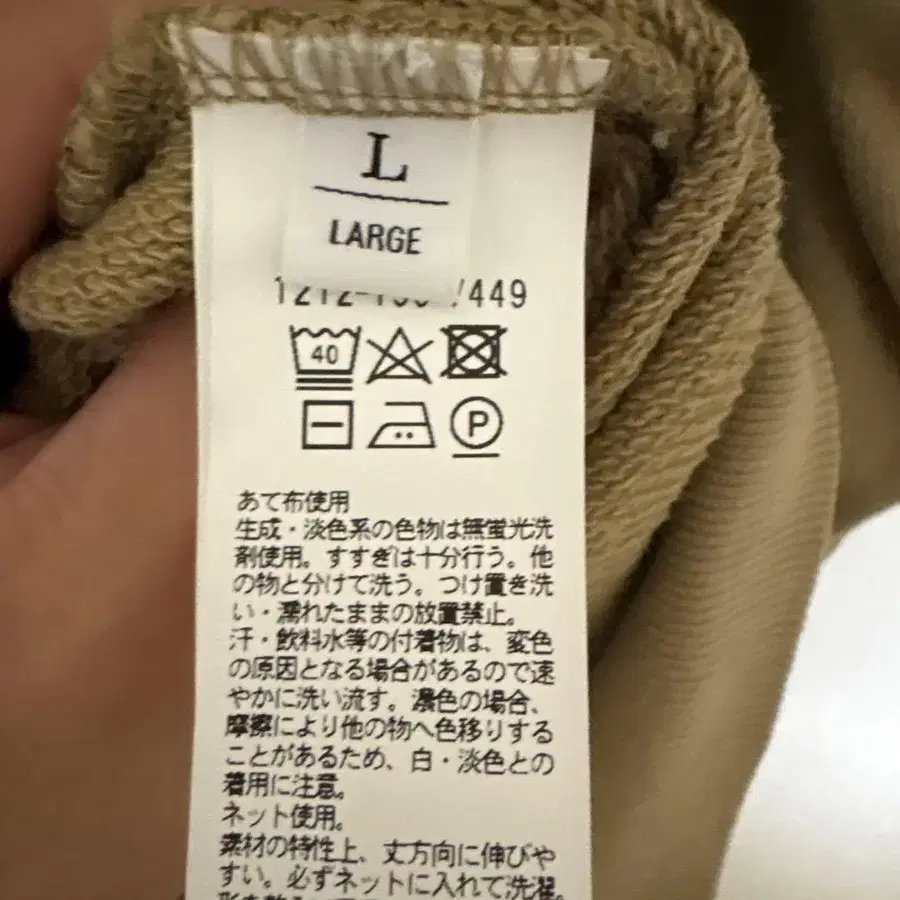 L
LARGE
/449
40
P
あて布使用
生成・淡色系の色物は無蛍光洗
剤使用。すすぎは十分行う。他
の物と分けて洗う。つけ置き洗
い・濡れたままの放置禁止。
汗・飲料水等の付着物は、変色
の原因となる場合があるので速
やかに洗い流す。濃色の場合、
摩擦により他の物へ色移りする
ことがあるため、白・淡色との
着用に注意。
ネット使用。
素材の特性上、丈方向に伸びや
すい。必ずネットに入れて洗濯。